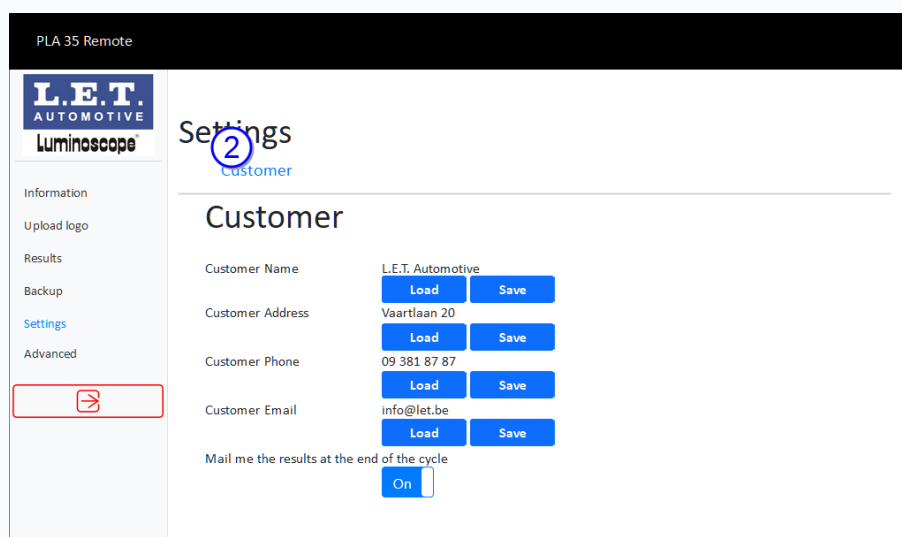 PLA 35 Remote
L.E.T.
AUTOMOTIVE
Luminoscope®
Information
Upload logo
Results
Backup
Settings
Advanced
Settings
2
Customer
Customer
Customer Name L.E.T. Automotive
Load Save
Customer Address Vaartlaan 20
Load Save
Customer Phone 09 381 87 87
Load Save
Customer Email info@let.be
Load Save
Mail me the results at the end of the cycle
On